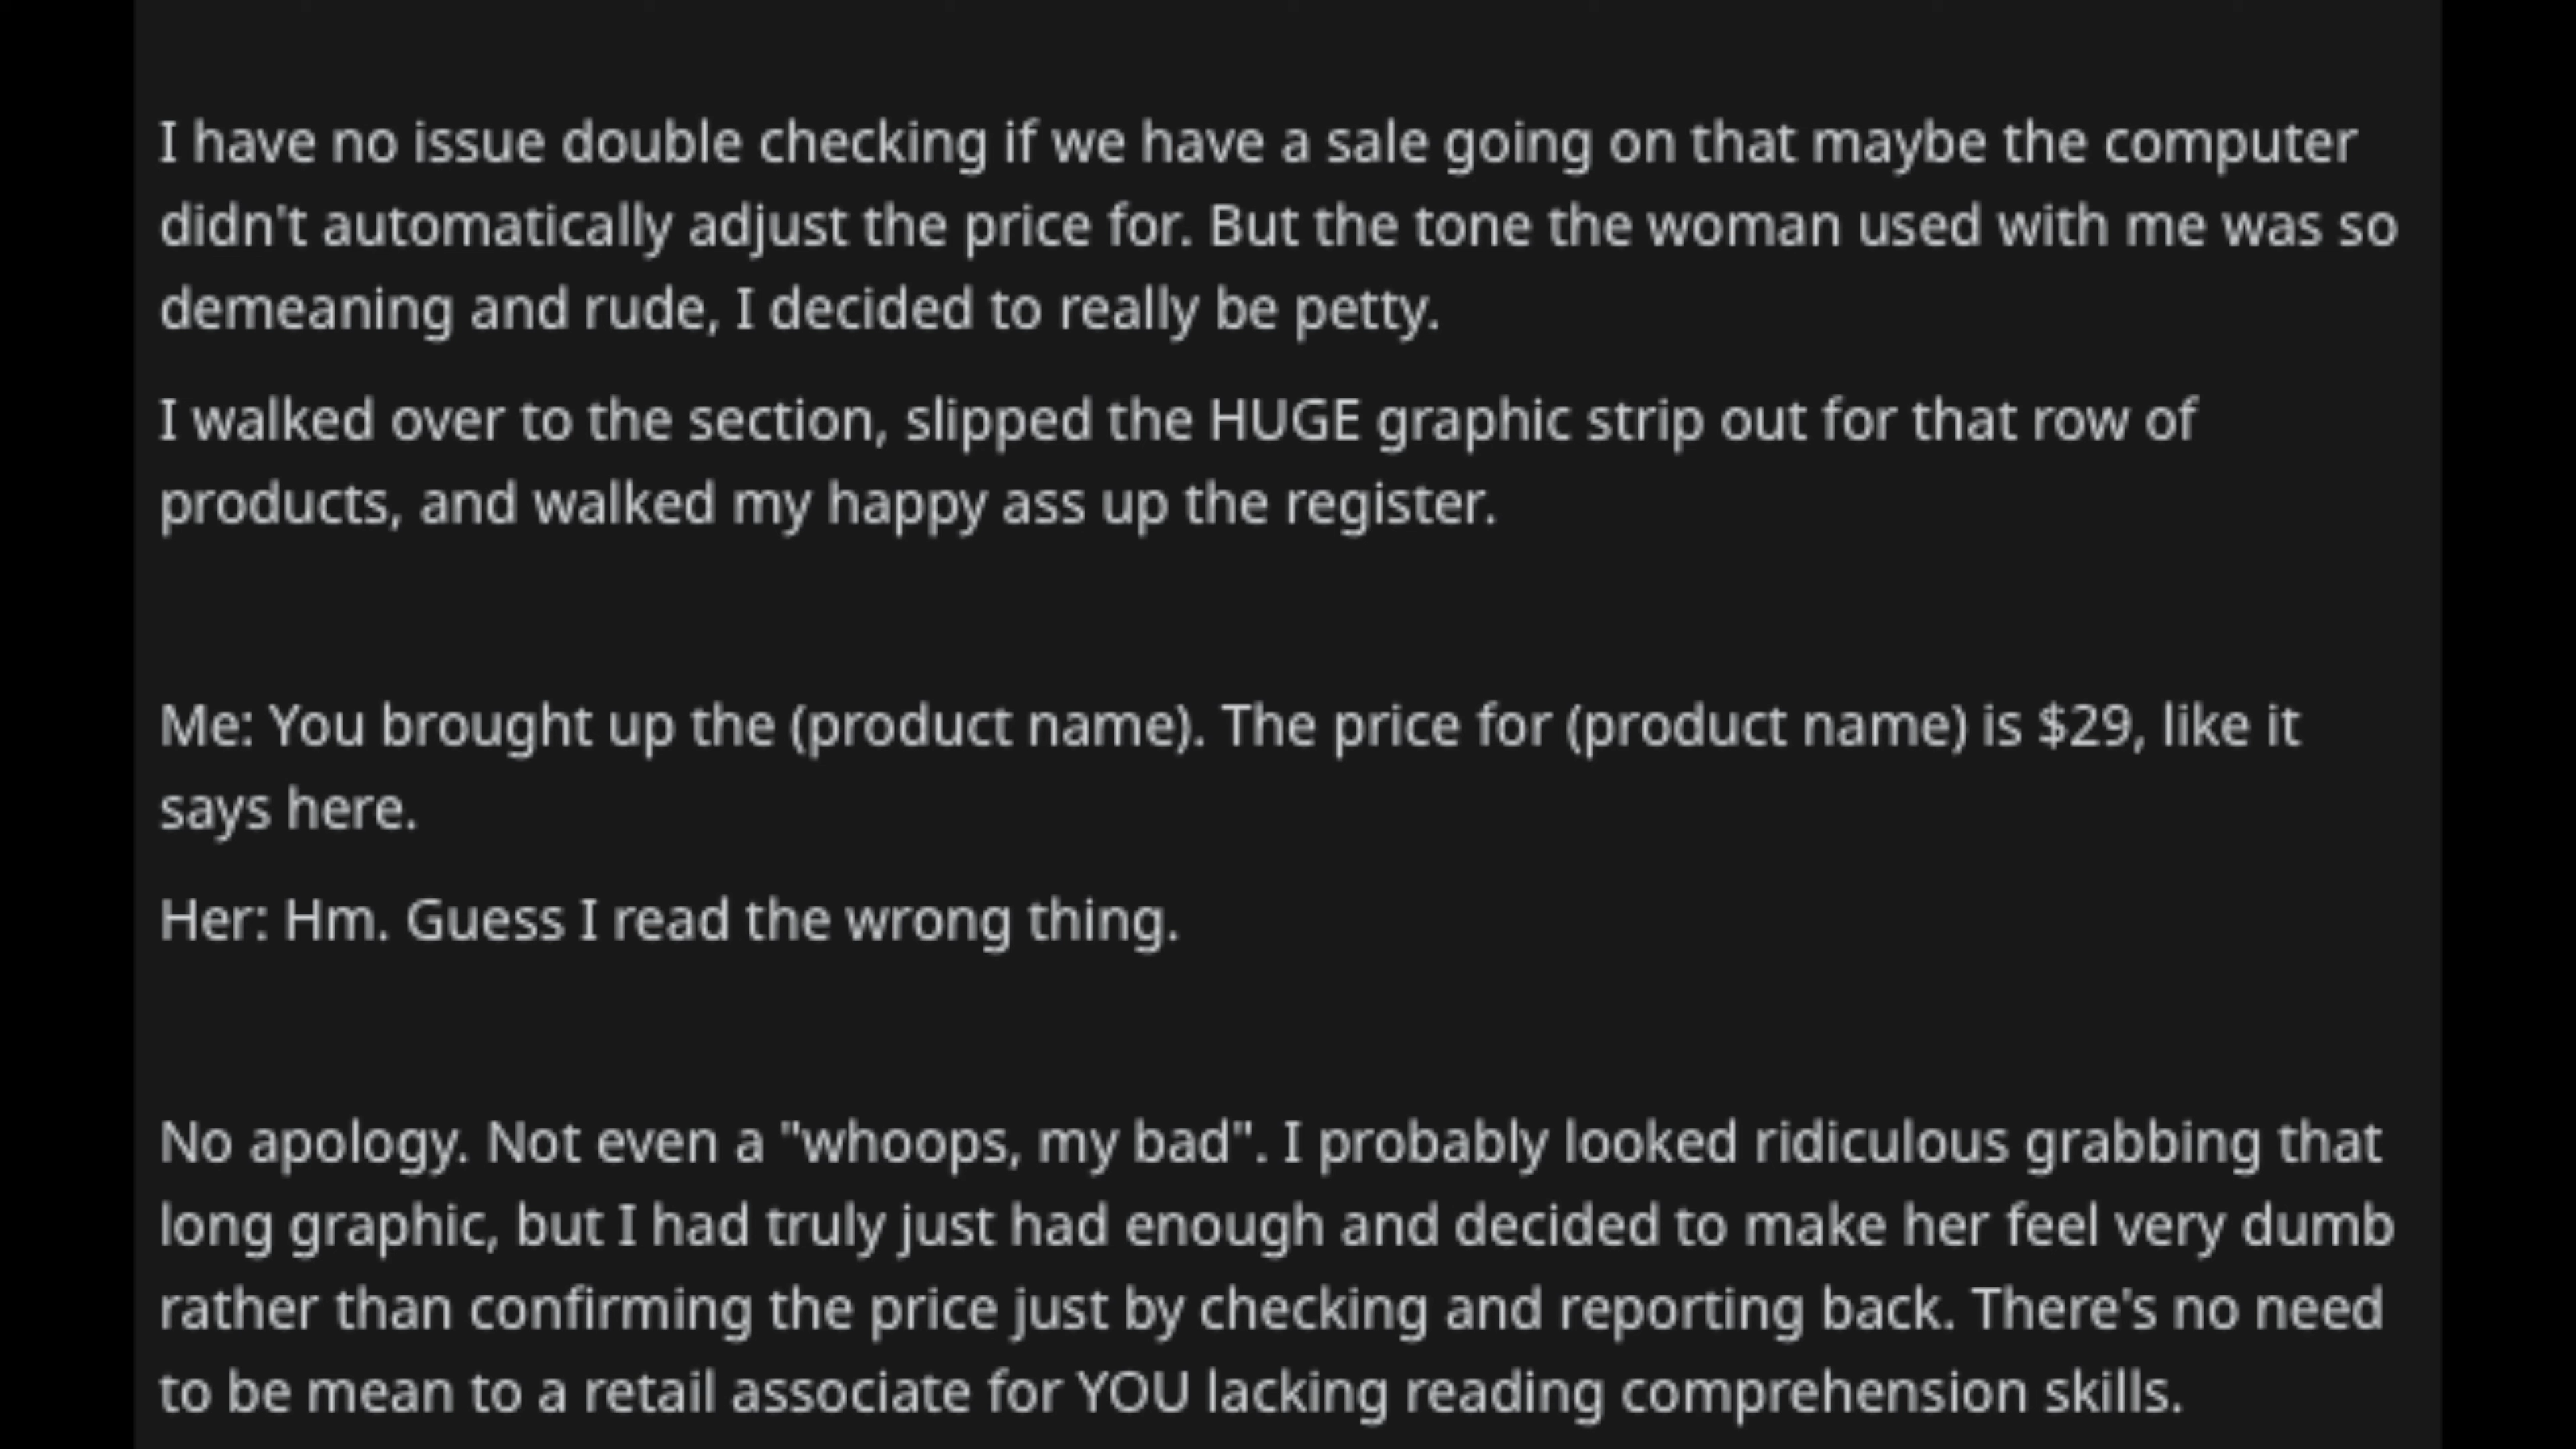 I have no issue double checking if we have a sale going on that maybe the computer
didn't automatically adjust the price for. But the tone the woman used with me was so
demeaning and rude, I decided to really be petty.
I walked over to the section, slipped the HUGE graphic strip out for that row of
products, and walked my happy ass up the register.
Me: You brought up the (product name). The price for (product name) is $29, like it
says here.
Her: Hm. Guess I read the wrong thing.
No apology. Not even a "whoops, my bad". I probably looked ridiculous grabbing that
long graphic, but I had truly just had enough and decided to make her feel very dumb
rather than confirming the price just by checking and reporting back. There's no need
to be mean to a retail associate for YOU lacking reading comprehension skills.